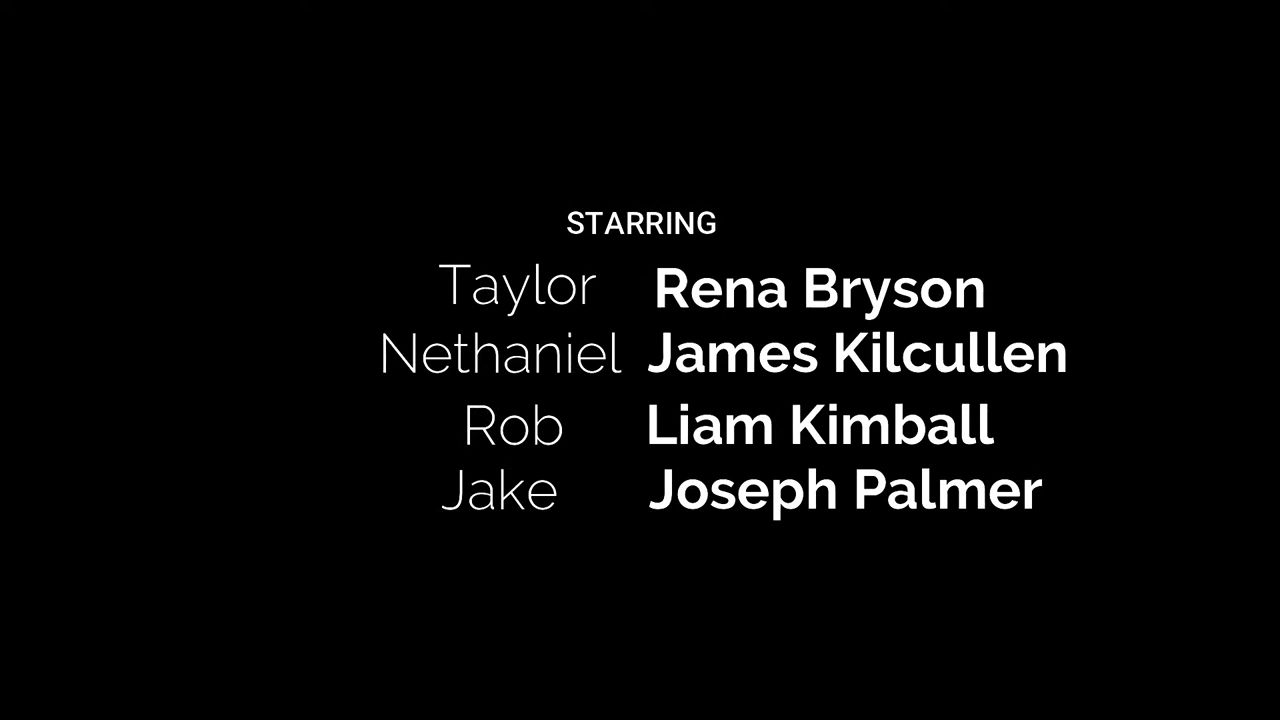 STARRING
Taylor Rena Bryson
Nethaniel James Kilcullen
Rob Liam Kimball
Jake Joseph Palmer